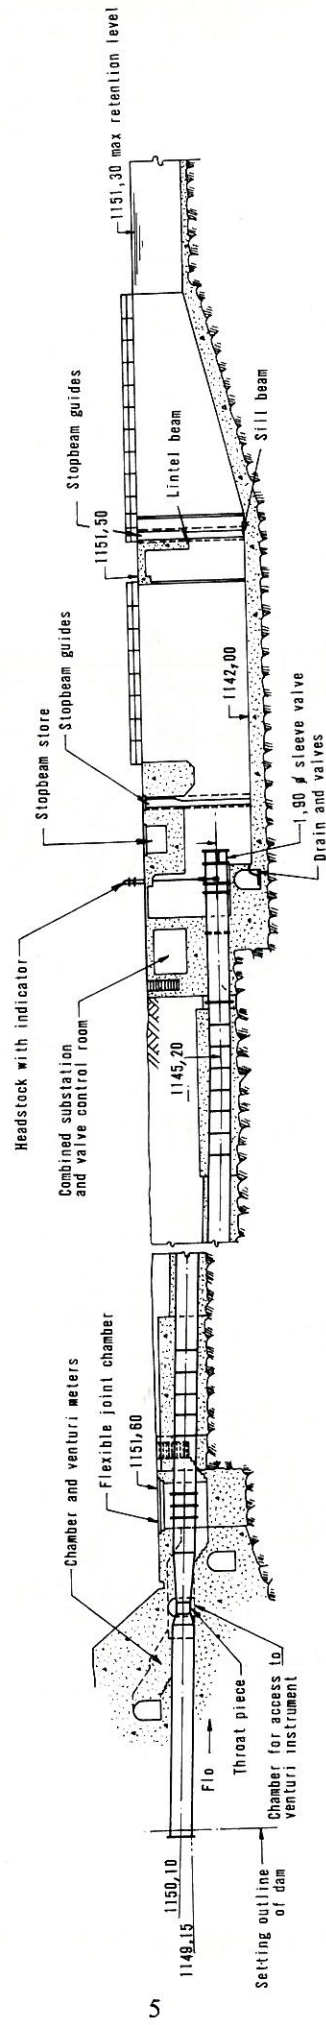 1151,30 max retention level
Stopbeam guides
1151,50
Lintel beam
Sill beam
Stopbeam store
Stopbeam guides
1142,00
1,90 ø sleeve valve
Drain and valves
Headstock with indicator
Combined substation
and valve control room
1145,20
Chamber and venturi meters
Flexible joint chamber
1151,60
Flo
Throat piece
Chamber for access to
venturi instrument
1150,10
1149,15
Setting outline
of dam
5